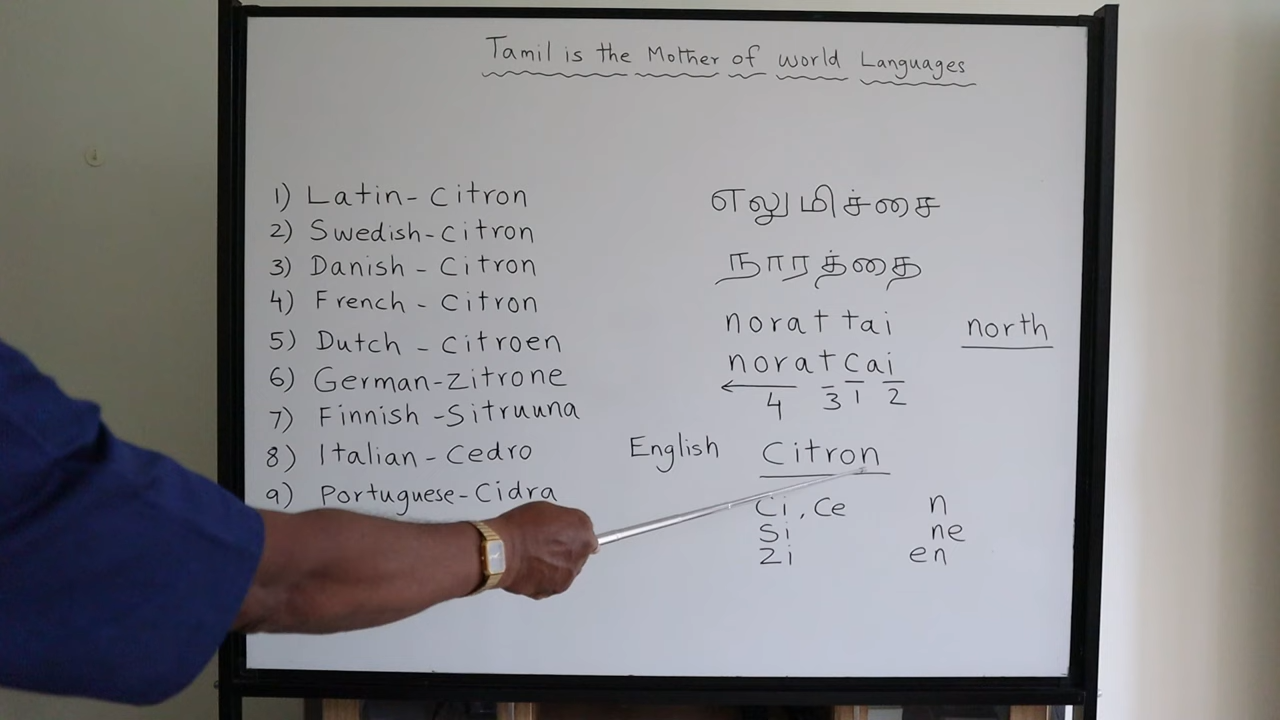 Tamil is the Mother of world Languages
1) Latin - Citron
2) Swedish - Citron
3) Danish - Citron
4) French - Citron
5) Dutch - Citroen
6) German - Zitrone
7) Finnish - Sitruuna
8) Italian - Cedro
9) Portuguese - Cidra
எலுமிச்சை
நாரத்தை
norattai
north
noratcai
4 3 1 2
English Citron
Ci, Ce n
Si ne
Zi en